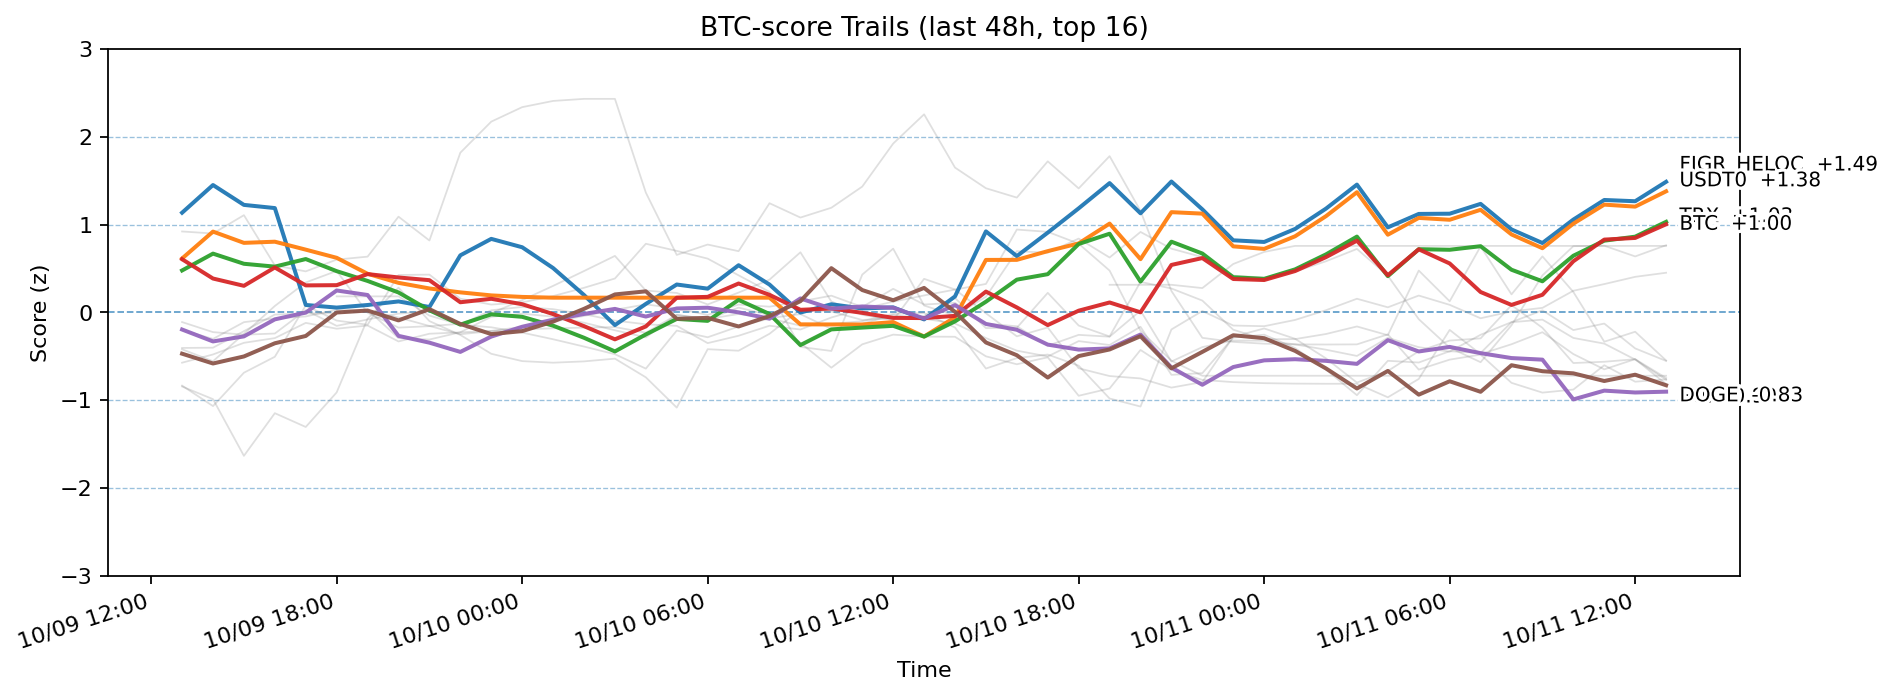 BTC-score Trails (last 48h, top 16)
3
2
1
0
−1
−2
−3
Score (z)
FIGR_HELOC +1.49
USDT0 +1.38
BTC +1.00
DOGE
10/09 12:00
10/09 18:00
10/10 00:00
10/10 06:00
10/10 12:00
10/10 18:00
10/11 00:00
10/11 06:00
10/11 12:00
Time